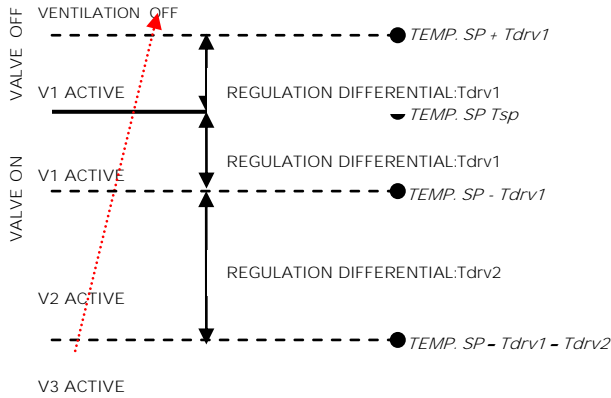 VENTILATION OFF
TEMP. SP + Tdrv1
VALVE OFF
V1 ACTIVE
REGULATION DIFFERENTIAL:Tdrv1
TEMP. SP Tsp
V1 ACTIVE
REGULATION DIFFERENTIAL:Tdrv1
VALVE ON
TEMP. SP - Tdrv1
REGULATION DIFFERENTIAL:Tdrv2
V2 ACTIVE
TEMP. SP – Tdrv1 – Tdrv2
V3 ACTIVE